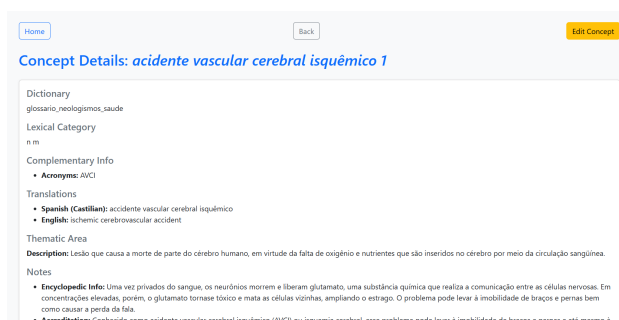 Home
Back
Edit Concept
Concept Details: acidente vascular cerebral isquêmico 1
Dictionary
glossario_neologismos_saude
Lexical Category
n m
Complementary Info
Acronyms: AVCI
Translations
Spanish (Castilian): accidente vascular cerebral isquémico
English: ischemic cerebrovascular accident
Thematic Area
Description: Lesão que causa a morte de parte do cérebro humano, em virtude da falta de oxigénio e nutrientes que são inseridos no cérebro por meio da circulação sangüínea.
Notes
Encyclopedic Info: Uma vez privados do sangue, os neurónios morrem e liberam glutamato, uma substância química que realiza a comunicação entre as células nervosas. Em
concentrações elevadas, porém, o glutamato tornase tóxico e mata as células vizinhas, ampliando o estrago. O problema pode levar à imobilidade de braços e pernas bem
como causar a perda da fala.